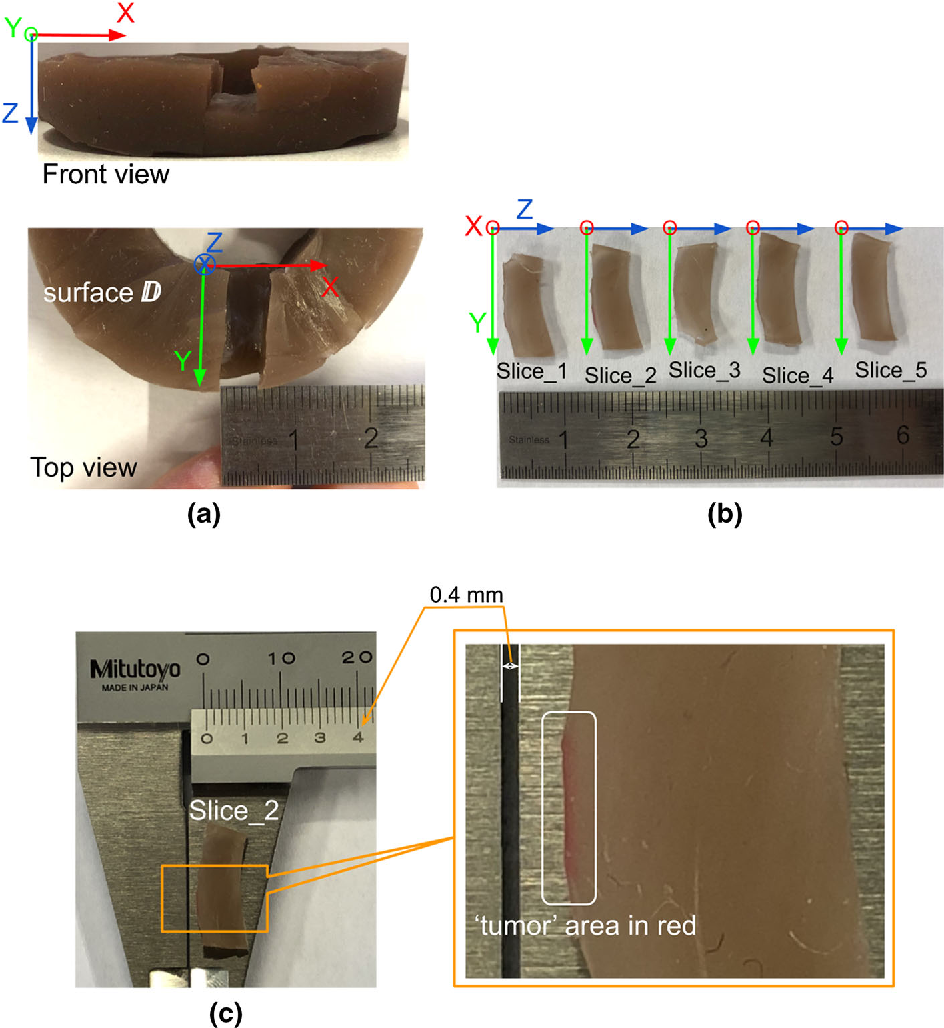 Y X
Z
Front view
Z
surface 𝔻
X
Y
1 2
Stainless
Top view
(a)
X Z
Y
Slice_1 Slice_2 Slice_3 Slice_4 Slice_5
Stainless 1 2 3 4 5 6
(b)
0.4 mm
Mitutoyo
MADE IN JAPAN
0 10 20
0 1 2 3 4
Slice_2
'tumor' area in red
(c)